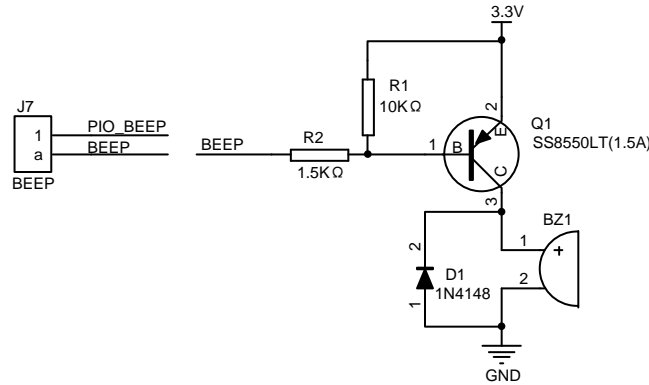 3.3V
R1
10KΩ
J7
1
PIO_BEEP
a
BEEP
BEEP
BEEP
R2
1.5KΩ
1
B
2
E
C
3
Q1
SS8550LT(1.5A)
BZ1
1
+
2
2
D1
1N4148
1
GND